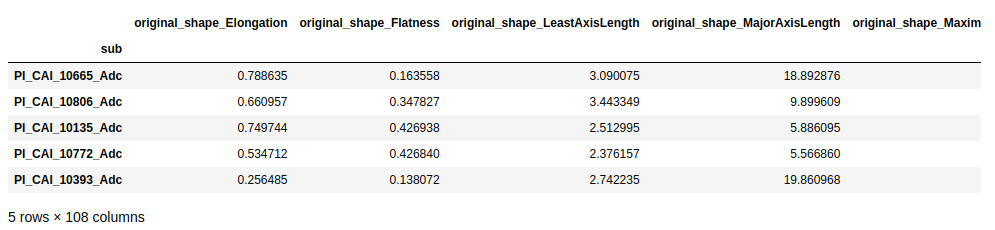 original_shape_Elongation original_shape_Flatness original_shape_LeastAxisLength original_shape_MajorAxisLength original_shape_Maxim
sub
PI_CAI_10665_Adc 0.788635 0.163558 3.090075 18.892876
PI_CAI_10806_Adc 0.660957 0.347827 3.443349 9.899609
PI_CAI_10135_Adc 0.749744 0.426938 2.512995 5.886095
PI_CAI_10772_Adc 0.534712 0.426840 2.376157 5.566860
PI_CAI_10393_Adc 0.256485 0.138072 2.742235 19.860968
5 rows × 108 columns